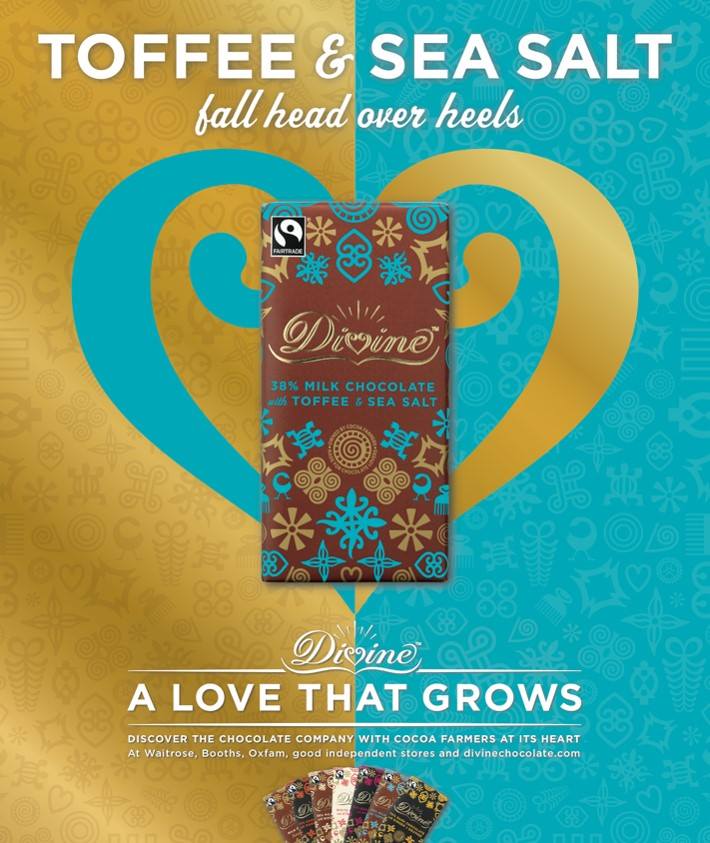 TOFFEE & SEA SALT
fall head over heels
FAIRTRADE
Divine™
38% MILK CHOCOLATE
with TOFFEE & SEA SALT
Divine™
A LOVE THAT GROWS
DISCOVER THE CHOCOLATE COMPANY WITH COCOA FARMERS AT ITS HEART
At Waitrose, Booths, Oxfam, good independent stores and divinechocolate.com